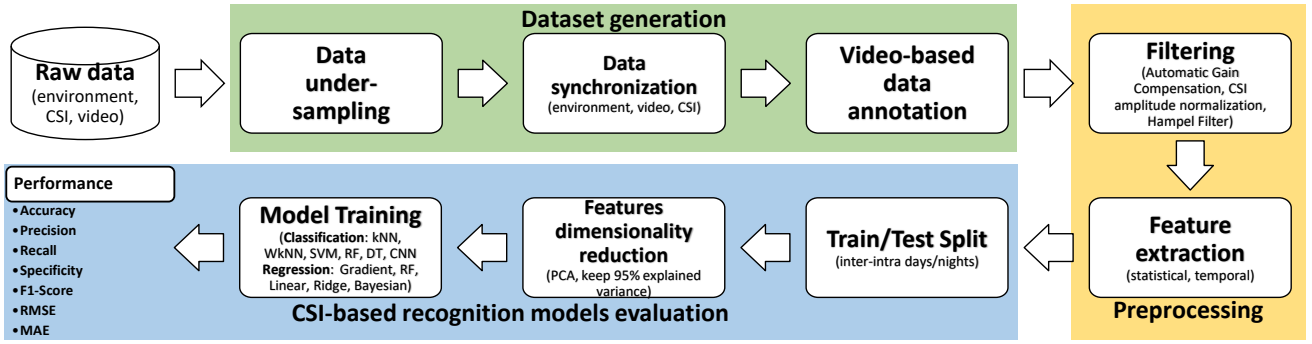 Dataset generation
Raw data
(environment,
CSI, video)
Data
under-
sampling
Data
synchronization
(environment, video, CSI)
Video-based
data
annotation
Filtering
(Automatic Gain
Compensation, CSI
amplitude normalization,
Hampel Filter)
Feature
extraction
(statistical, temporal)
Preprocessing
Train/Test Split
(inter-intra days/nights)
Features
dimensionality
reduction
(PCA, keep 95% explained
variance)
Model Training
(Classification: kNN,
WkNN, SVM, RF, DT, CNN
Regression: Gradient, RF,
Linear, Ridge, Bayesian)
CSI-based recognition models evaluation
Performance
•Accuracy
•Precision
•Recall
•Specificity
•F1-Score
•RMSE
•MAE